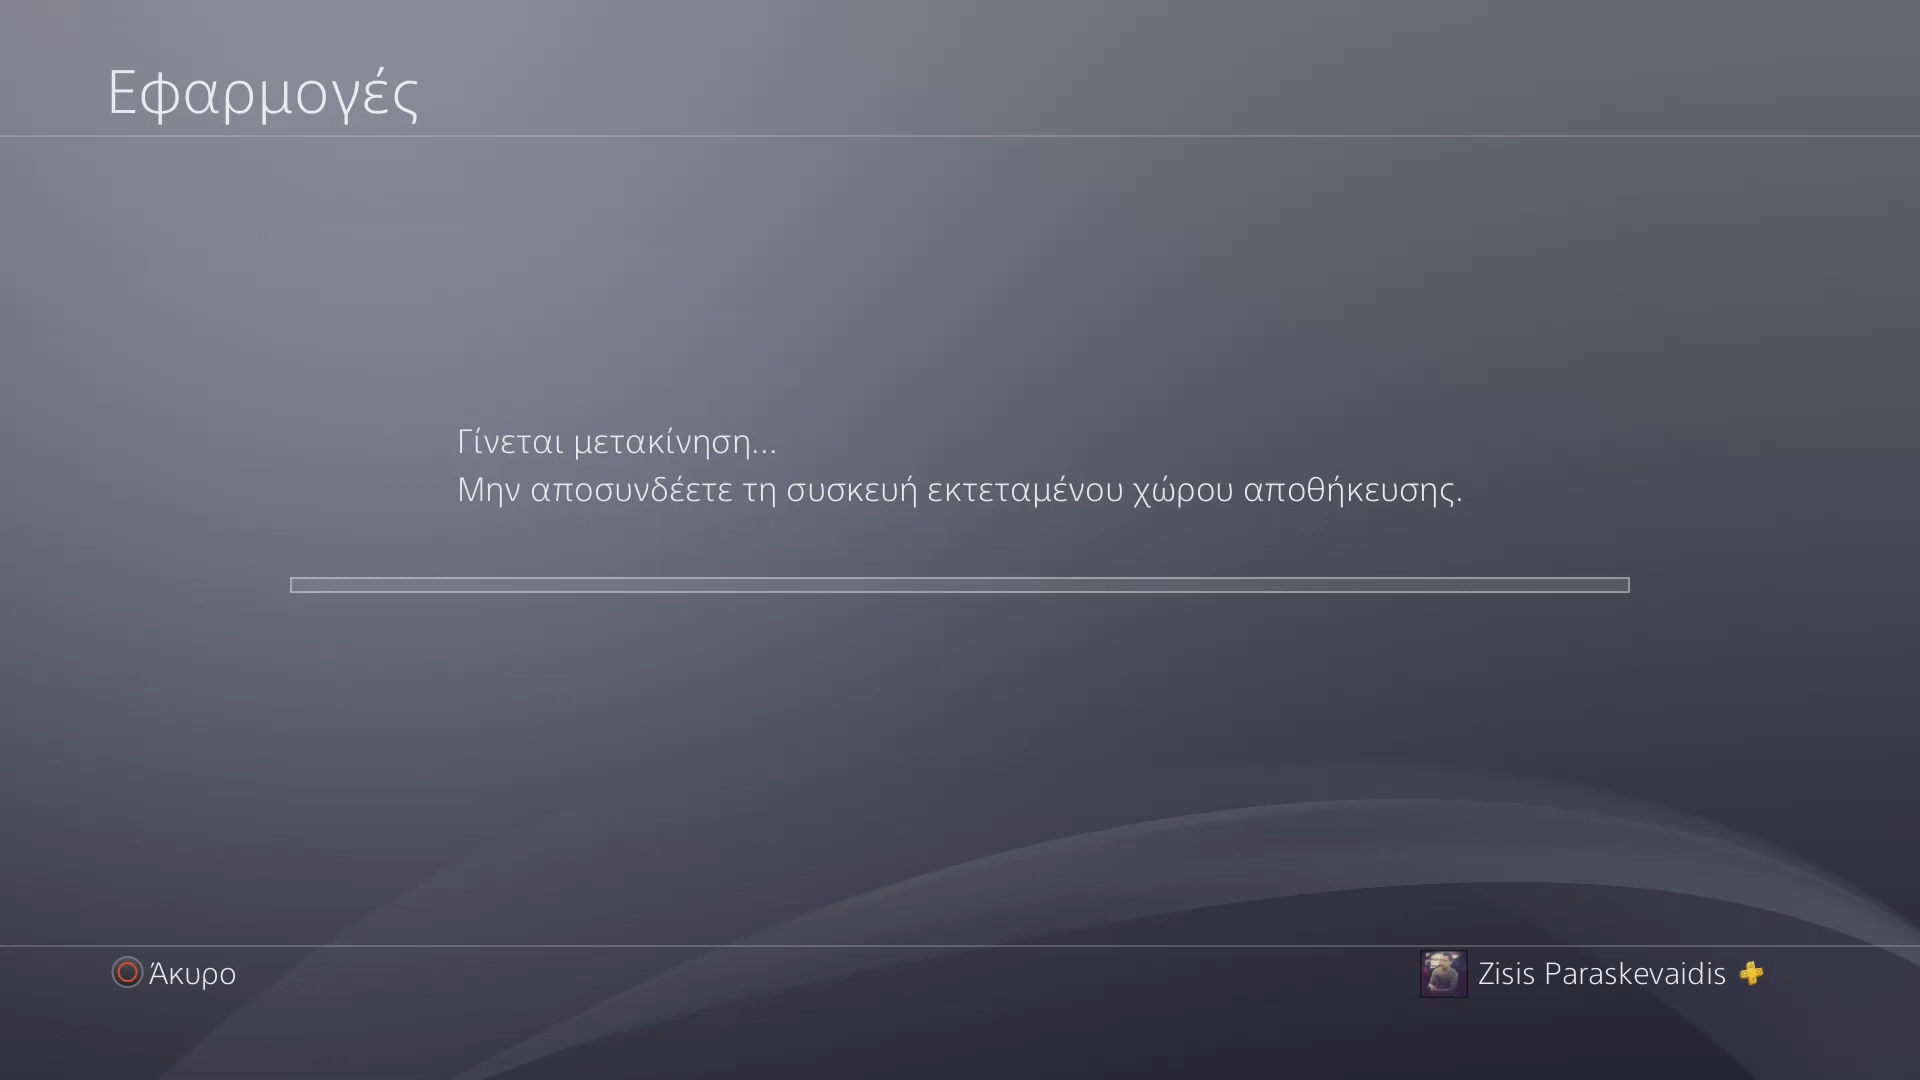 Εφαρμογές
Γίνεται μετακίνηση...
Μην αποσυνδέετε τη συσκευή εκτεταμένου χώρου αποθήκευσης.
Άκυρο
Zisis Paraskevaidis